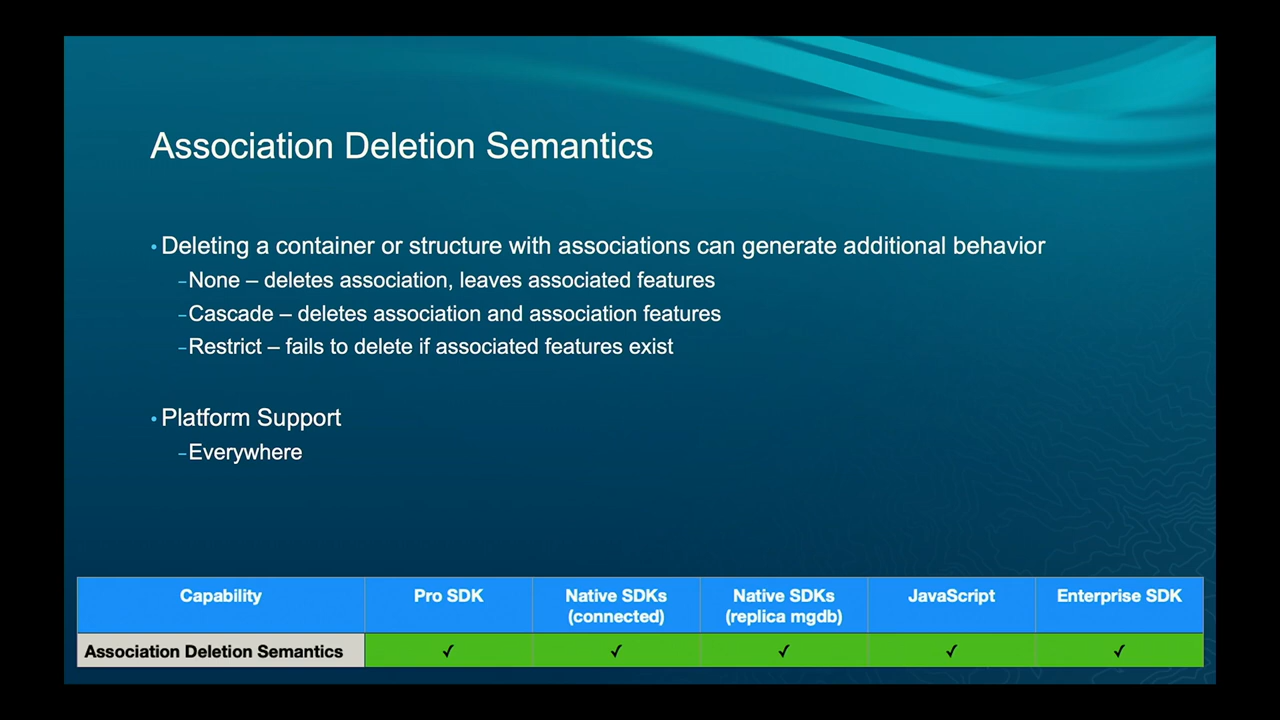 Association Deletion Semantics
• Deleting a container or structure with associations can generate additional behavior
–None – deletes association, leaves associated features
–Cascade – deletes association and association features
–Restrict – fails to delete if associated features exist
• Platform Support
–Everywhere
Capability Pro SDK Native SDKs (connected) Native SDKs (replica mgdb) JavaScript Enterprise SDK
Association Deletion Semantics ✓ ✓ ✓ ✓ ✓